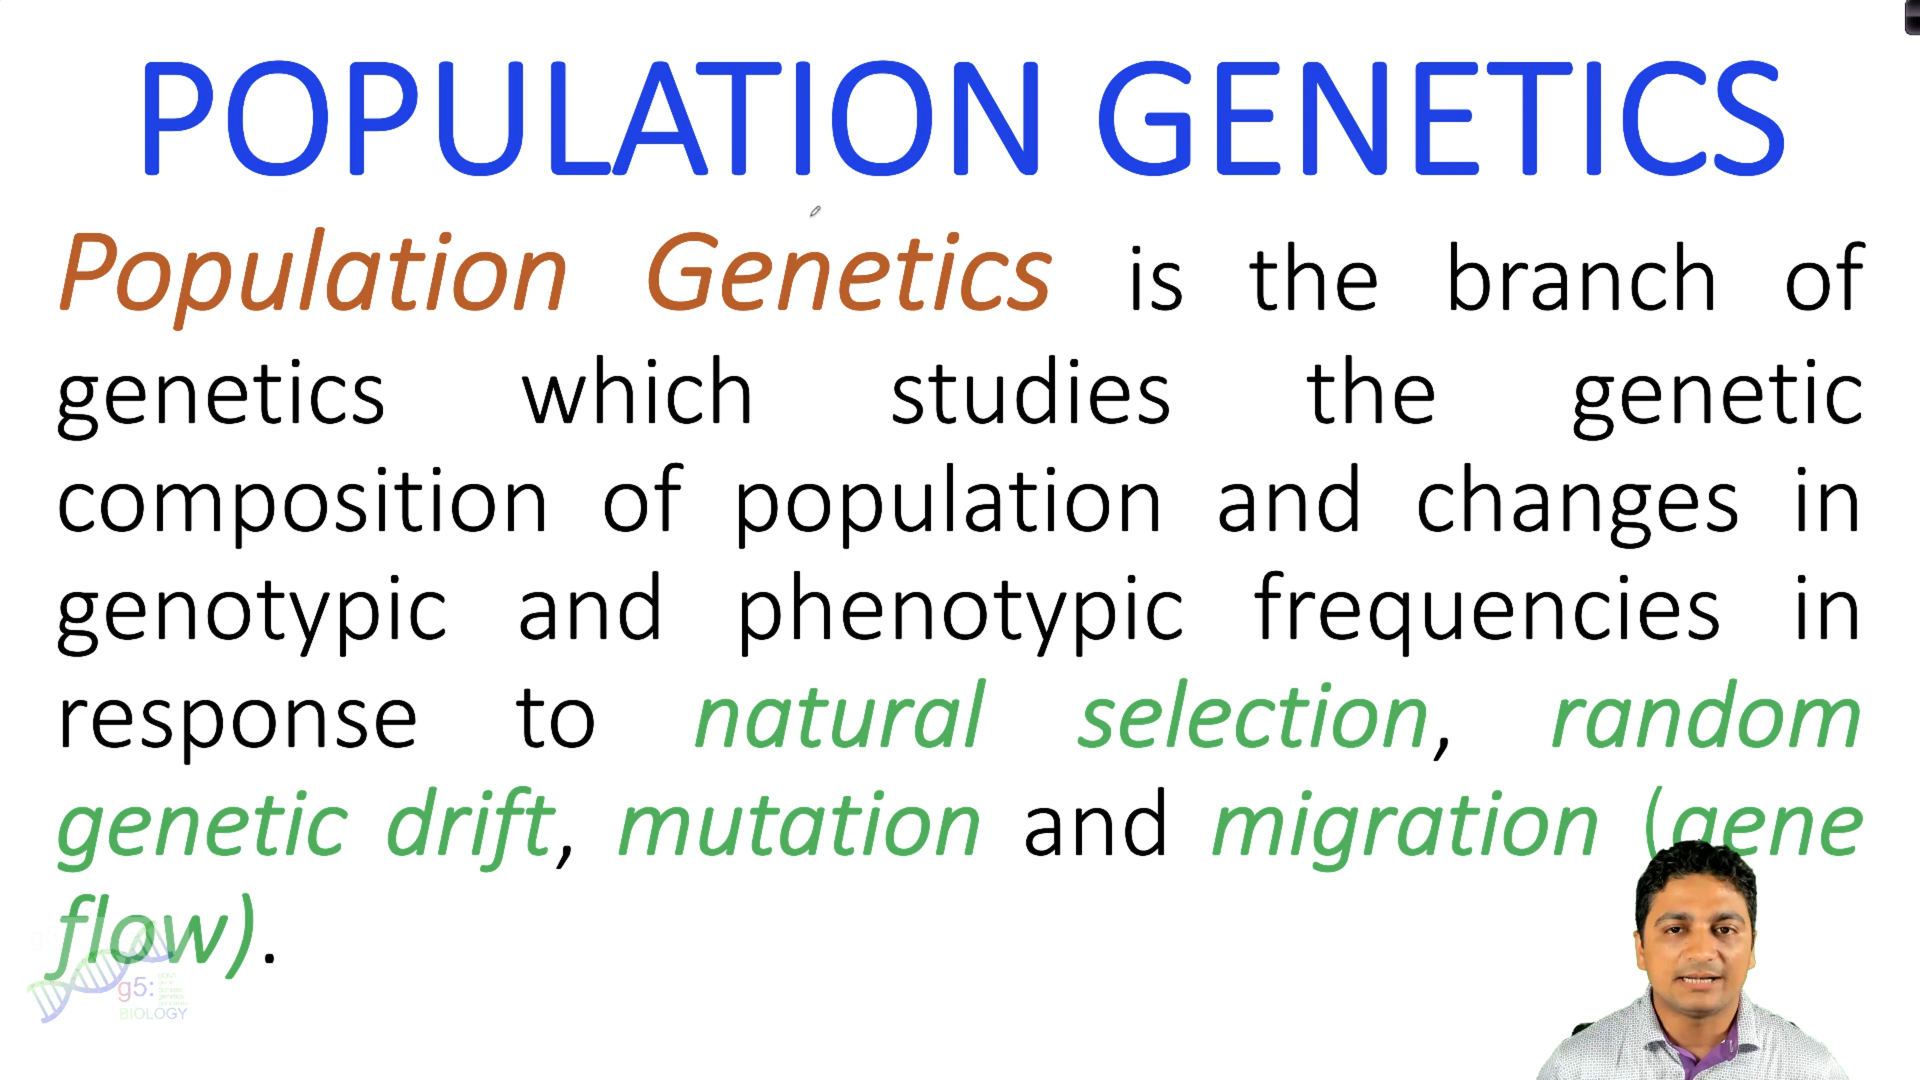 POPULATION GENETICS
Population Genetics is the branch of
genetics which studies the genetic
composition of population and changes in
genotypic and phenotypic frequencies in
response to natural selection, random
genetic drift, mutation and migration (gene
flow).
g5:
BIOLOGY